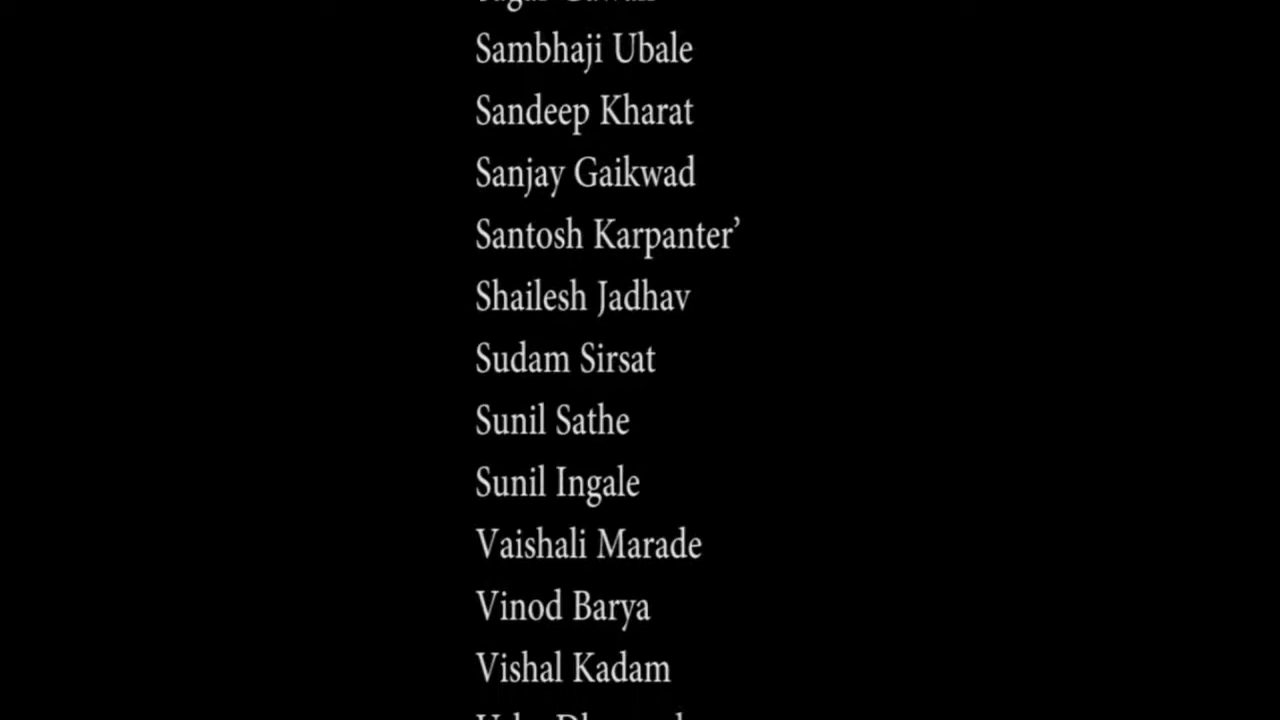 Sambhaji Ubale
Sandeep Kharat
Sanjay Gaikwad
Santosh Karpanter’
Shailesh Jadhav
Sudam Sirsat
Sunil Sathe
Sunil Ingale
Vaishali Marade
Vinod Barya
Vishal Kadam